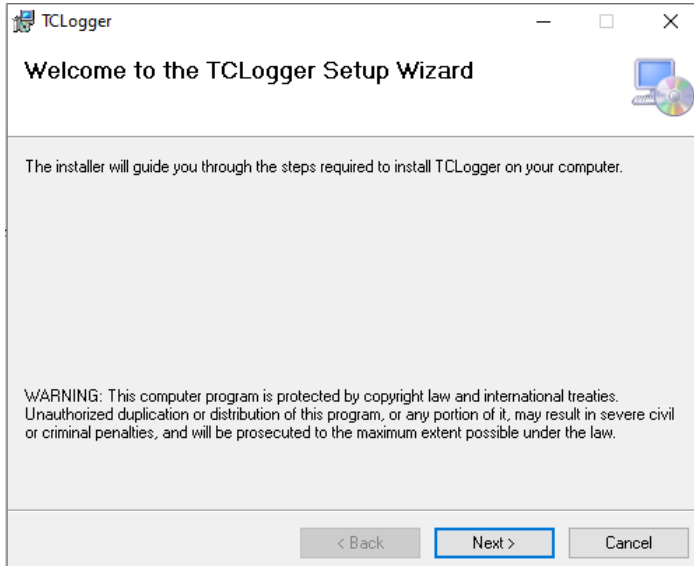 TCLogger
Welcome to the TCLogger Setup Wizard
The installer will guide you through the steps required to install TCLogger on your computer.
WARNING: This computer program is protected by copyright law and international treaties.
Unauthorized duplication or distribution of this program, or any portion of it, may result in severe civil
or criminal penalties, and will be prosecuted to the maximum extent possible under the law.
< Back
Next >
Cancel